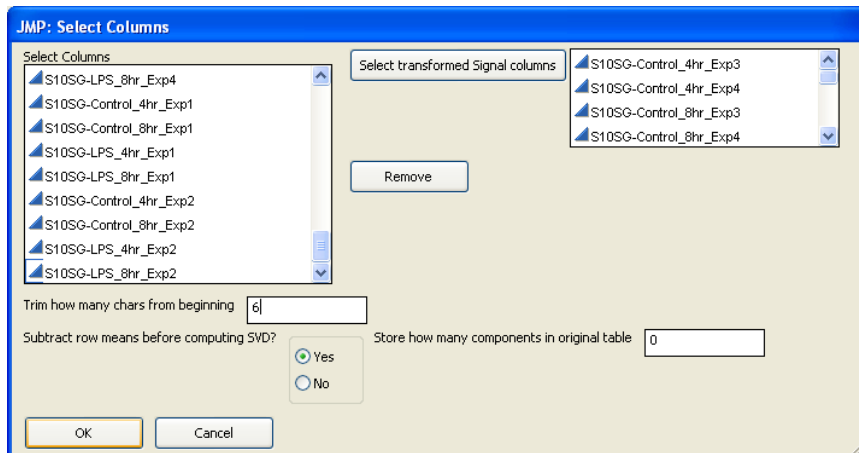 JMP: Select Columns
Select Columns
S10SG-LPS_8hr_Exp4
S10SG-Control_4hr_Exp1
S10SG-Control_8hr_Exp1
S10SG-LPS_4hr_Exp1
S10SG-LPS_8hr_Exp1
S10SG-Control_4hr_Exp2
S10SG-Control_8hr_Exp2
S10SG-LPS_4hr_Exp2
S10SG-LPS_8hr_Exp2
Select transformed Signal columns
S10SG-Control_4hr_Exp3
S10SG-Control_4hr_Exp4
S10SG-Control_8hr_Exp3
S10SG-Control_8hr_Exp4
Remove
Trim how many chars from beginning 6
Subtract row means before computing SVD?
Yes
No
Store how many components in original table 0
OK Cancel